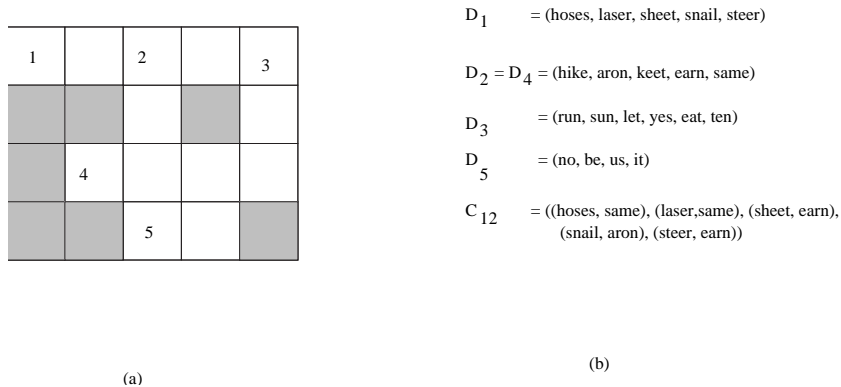 1 2 3
4
5
(a)
D1 = (hoses, laser, sheet, snail, steer)
D2 = D4 = (hike, aron, keet, earn, same)
D3 = (run, sun, let, yes, eat, ten)
D5 = (no, be, us, it)
C12 = ((hoses, same), (laser,same), (sheet, earn),
(snail, aron), (steer, earn))
(b)